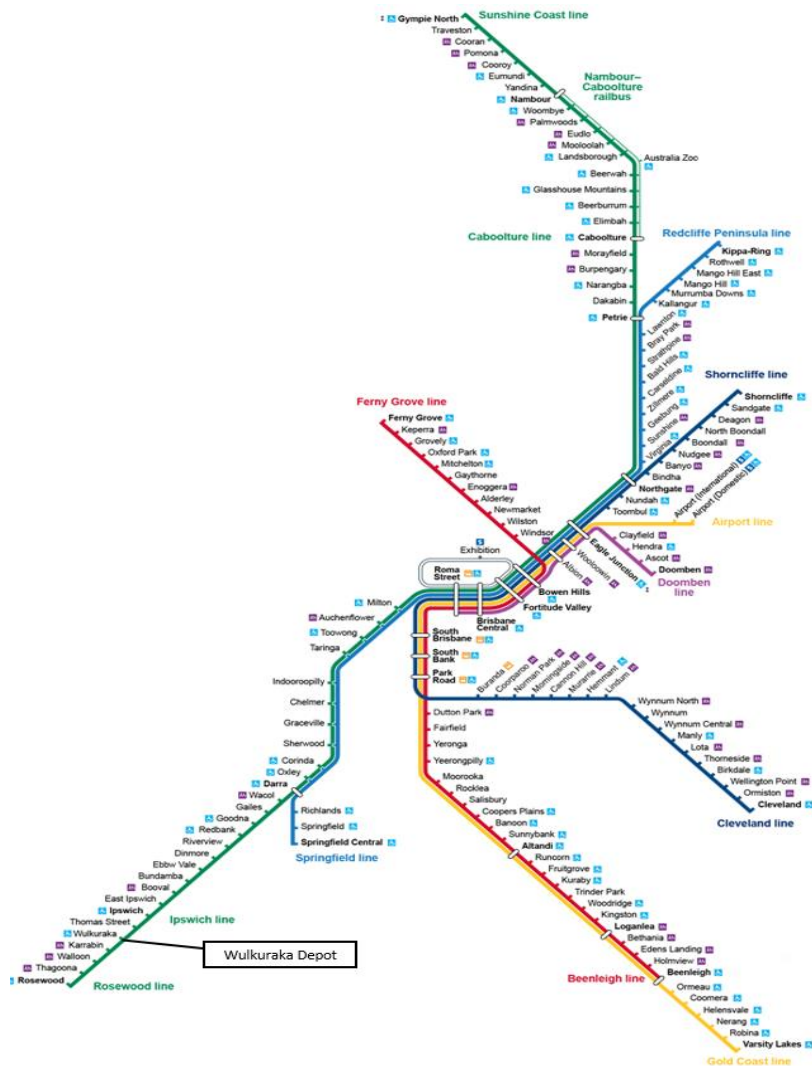 Sunshine Coast line
Gympie North
Traveston
Cooran
Pomona
Cooroy
Eumundi
Yandina
Nambour
Woombye
Palmwoods
Eudlo
Mooloolah
Landsborough
Nambour–
Caboolture
railbus
Australia Zoo
Beerwah
Glasshouse Mountains
Beerburrum
Elimbah
Caboolture line
Caboolture
Morayfield
Burpengary
Narangba
Dakabin
Petrie
Redcliffe Peninsula line
Kippa-Ring
Rothwell
Mango Hill East
Mango Hill
Murrumba Downs
Kallangur
Lawnton
Bray Park
Strathpine
Bald Hills
Carseldine
Zillmere
Geebung
Sunshine
Virginia
Shorncliffe line
Shorncliffe
Sandgate
Deagon
North Boondall
Boondall
Nudgee
Banyo
Bindha
Northgate
Nundah
Toombul
Airport (International)
Airport (Domestic)
Airport line
Ferny Grove line
Ferny Grove
Keperra
Grovely
Oxford Park
Mitchelton
Gaythorne
Enoggera
Alderley
Newmarket
Wilston
Windsor
Eagle Junction
Wooloowin
Albion
Clayfield
Hendra
Ascot
Doomben
Doomben
line
Exhibition
Roma
Street
Bowen Hills
Fortitude Valley
Brisbane
Central
Milton
Auchenflower
Toowong
Taringa
Indooroopilly
Chelmer
Graceville
Sherwood
Corinda
Oxley
Darra
Wacol
Gailes
Goodna
Redbank
Riverview
Dinmore
Ebbw Vale
Bundamba
Booval
East Ipswich
Ipswich
Thomas Street
Wulkuraka
Karrabin
Walloon
Thagoona
Rosewood
Ipswich line
Rosewood line
Wulkuraka Depot
Richlands
Springfield
Springfield Central
Springfield line
South
Brisbane
South
Bank
Park
Road
Buranda
Coorparoo
Norman Park
Morningside
Cannon Hill
Murarrie
Hemmant
Lindum
Wynnum North
Wynnum
Wynnum Central
Manly
Lota
Thorneside
Birkdale
Wellington Point
Ormiston
Cleveland
Cleveland line
Dutton Park
Fairfield
Yeronga
Yeerongpilly
Moorooka
Rocklea
Salisbury
Coopers Plains
Banoon
Sunnybank
Altandi
Runcorn
Fruitgrove
Kuraby
Trinder Park
Woodridge
Kingston
Loganlea
Bethania
Edens Landing
Holmview
Beenleigh
Beenleigh line
Ormeau
Coomera
Helensvale
Nerang
Robina
Varsity Lakes
Gold Coast line